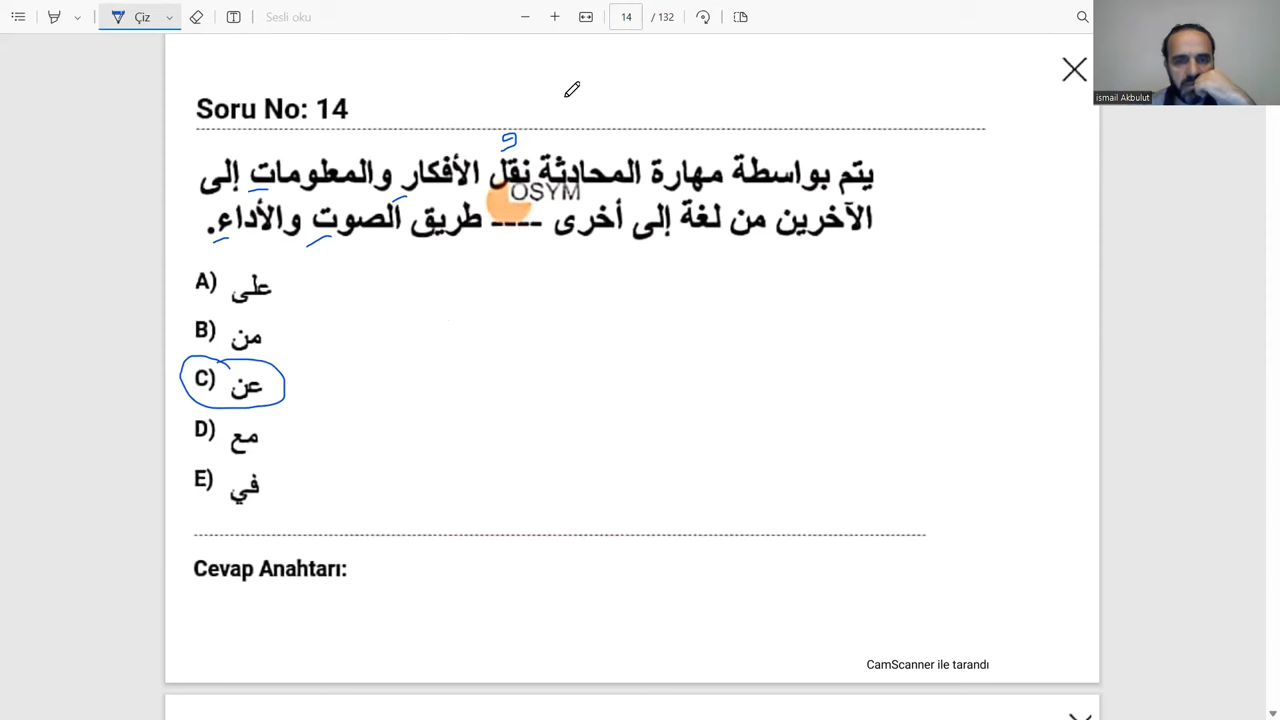 Çiz
Sesli oku
14
/ 132
ismail Akbulut
Soru No: 14
يتم بواسطة مهارة المحادثة نقل الأفكار والمعلومات إلى
OSYM
الآخرين من لغة إلى أخرى ---- طريق الصوت والأداء.
A) على
B) من
C) عن
D) مع
E) في
Cevap Anahtarı:
CamScanner ile tarandı